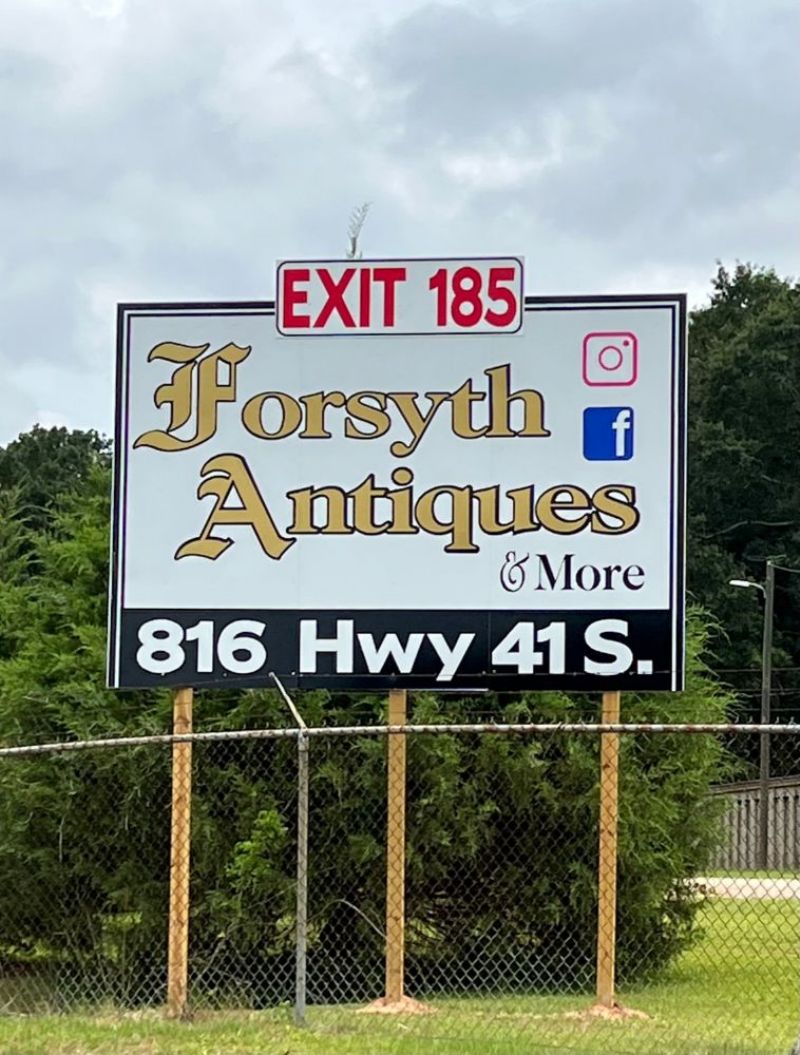 EXIT 185
Forsyth
f
Antiques
& More
816 Hwy 41 S.